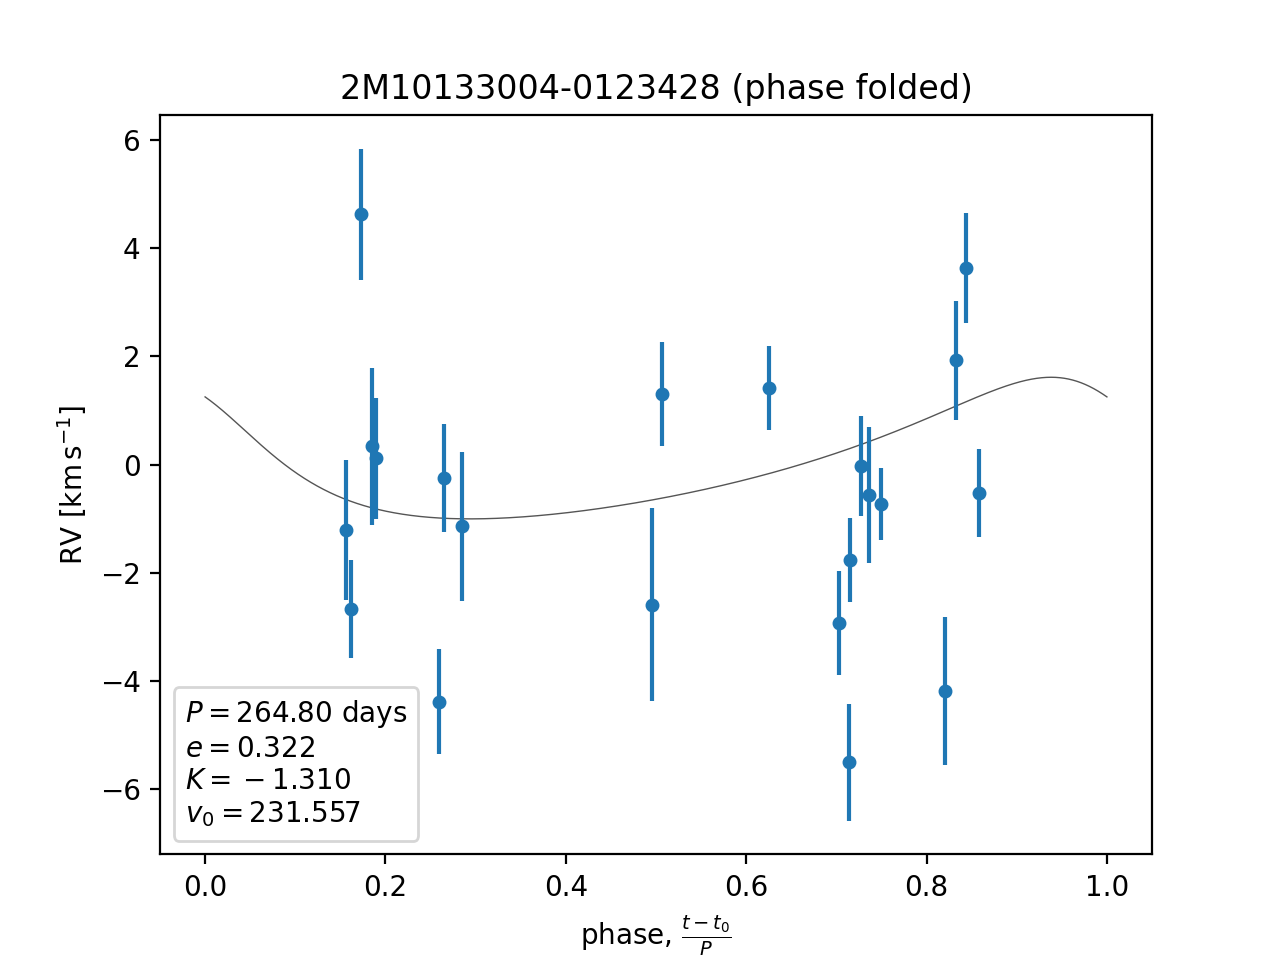 2M10133004-0123428 (phase folded)
RV [km s⁻¹]
6
4
2
0
−2
−4
−6
P = 264.80 days
e = 0.322
K = −1.310
v₀ = 231.557
0.0 0.2 0.4 0.6 0.8 1.0
phase, (t − t₀)/P